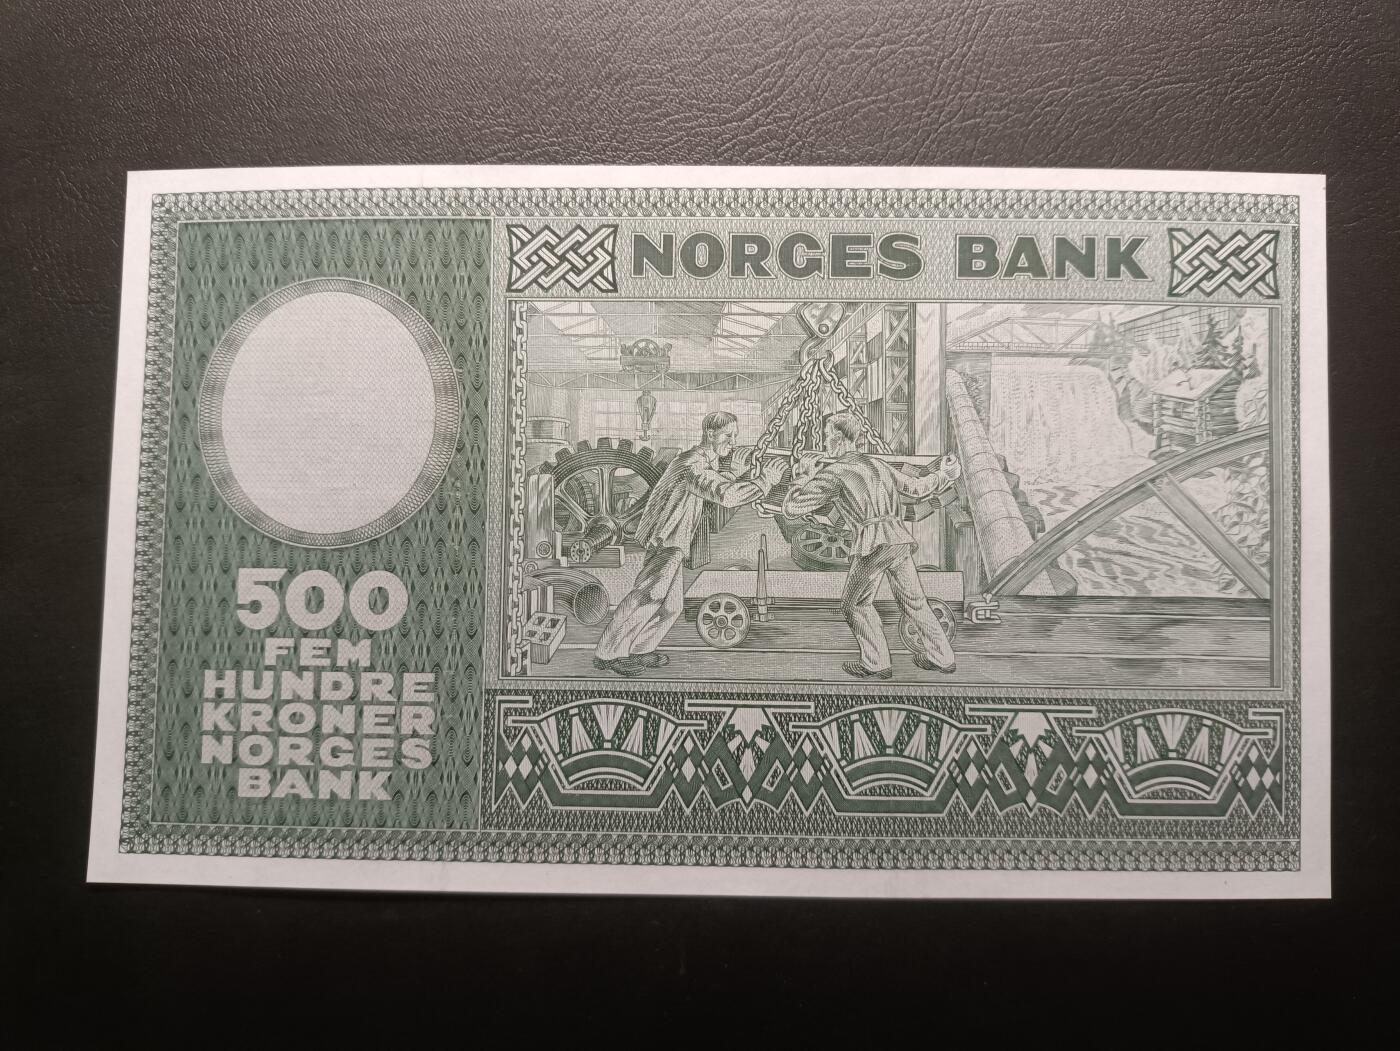 NORGES BANK
500
FEM
HUNDRE
KRONER
NORGES
BANK